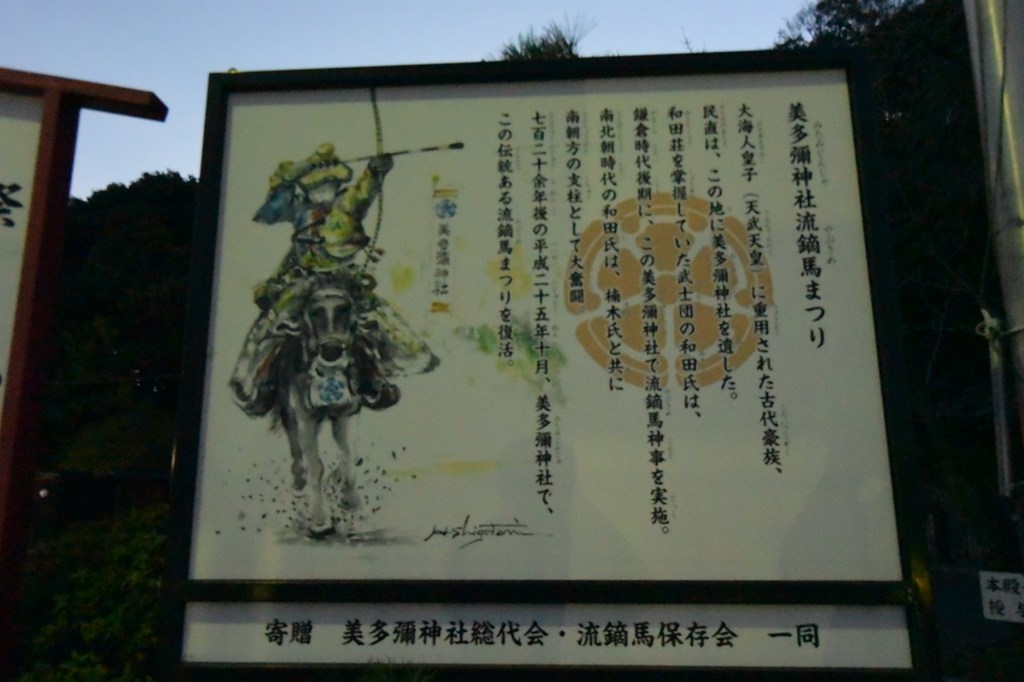 美多彌神社流鏑馬まつり
大海人皇子（天武天皇）に重用された古代豪族、
民直は、この地に美多彌神社を遺した。
和田荘を掌握していた武士団の和田氏は、
鎌倉時代後期に、この美多彌神社で流鏑馬神事を実施。
南北朝時代の和田氏は、楠木氏と共に
南朝方の支柱として大奮闘。
七百二十余年後の平成二十五年十月、美多彌神社で、
この伝統ある流鏑馬まつりを復活。
美多彌神社
H.Shigetani
寄贈　美多彌神社総代会・流鏑馬保存会　一同
祭
本殿
授与